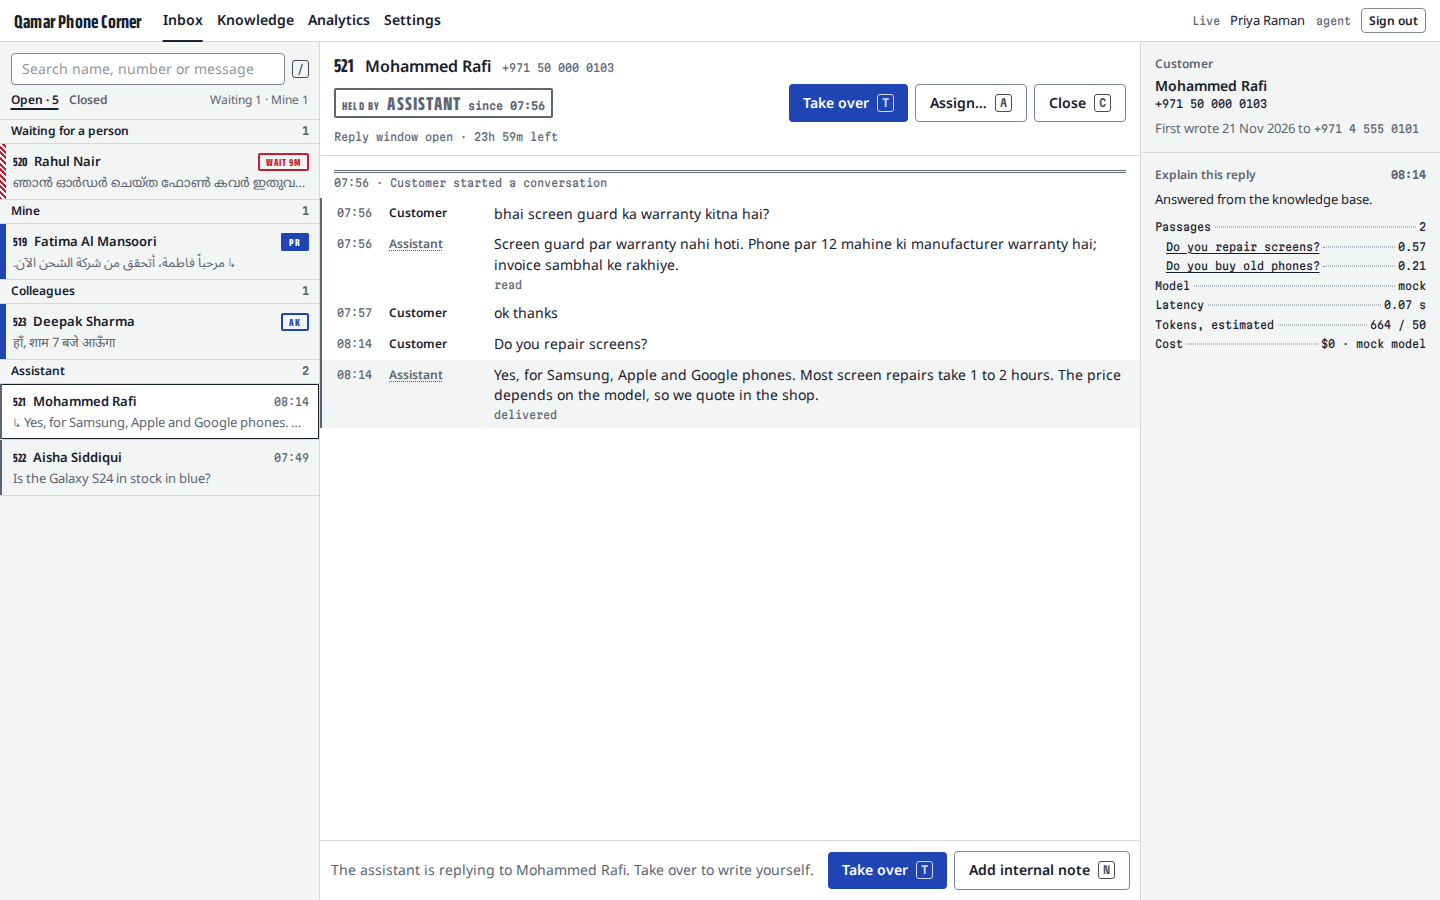 Qamar Phone Corner Inbox Knowledge Analytics Settings Live Priya Raman agent Sign out
Search name, number or message /
Open · 5 Closed Waiting 1 · Mine 1
Waiting for a person 1
520 Rahul Nair WAIT 9M
ഞാൻ ഓർഡർ ചെയ്ത ഫോൺ കവർ ഇതുവ...
Mine 1
519 Fatima Al Mansoori PR
↳ مرحباً فاطمة، أتحقق من شركة الشحن الآن.
Colleagues 1
523 Deepak Sharma AK
हाँ, शाम 7 बजे आऊँगा
Assistant 2
521 Mohammed Rafi 08:14
↳ Yes, for Samsung, Apple and Google phones. ...
522 Aisha Siddiqui 07:49
Is the Galaxy S24 in stock in blue?
521 Mohammed Rafi +971 50 000 0103
HELD BY ASSISTANT since 07:56
Take over T Assign... A Close C
Reply window open · 23h 59m left
07:56 · Customer started a conversation
07:56 Customer bhai screen guard ka warranty kitna hai?
07:56 Assistant Screen guard par warranty nahi hoti. Phone par 12 mahine ki manufacturer warranty hai;
invoice sambhal ke rakhiye.
read
07:57 Customer ok thanks
08:14 Customer Do you repair screens?
08:14 Assistant Yes, for Samsung, Apple and Google phones. Most screen repairs take 1 to 2 hours. The price
depends on the model, so we quote in the shop.
delivered
The assistant is replying to Mohammed Rafi. Take over to write yourself. Take over T Add internal note N
Customer
Mohammed Rafi
+971 50 000 0103
First wrote 21 Nov 2026 to +971 4 555 0101
Explain this reply 08:14
Answered from the knowledge base.
Passages 2
Do you repair screens? 0.57
Do you buy old phones? 0.21
Model mock
Latency 0.07 s
Tokens, estimated 664 / 50
Cost $0 · mock model